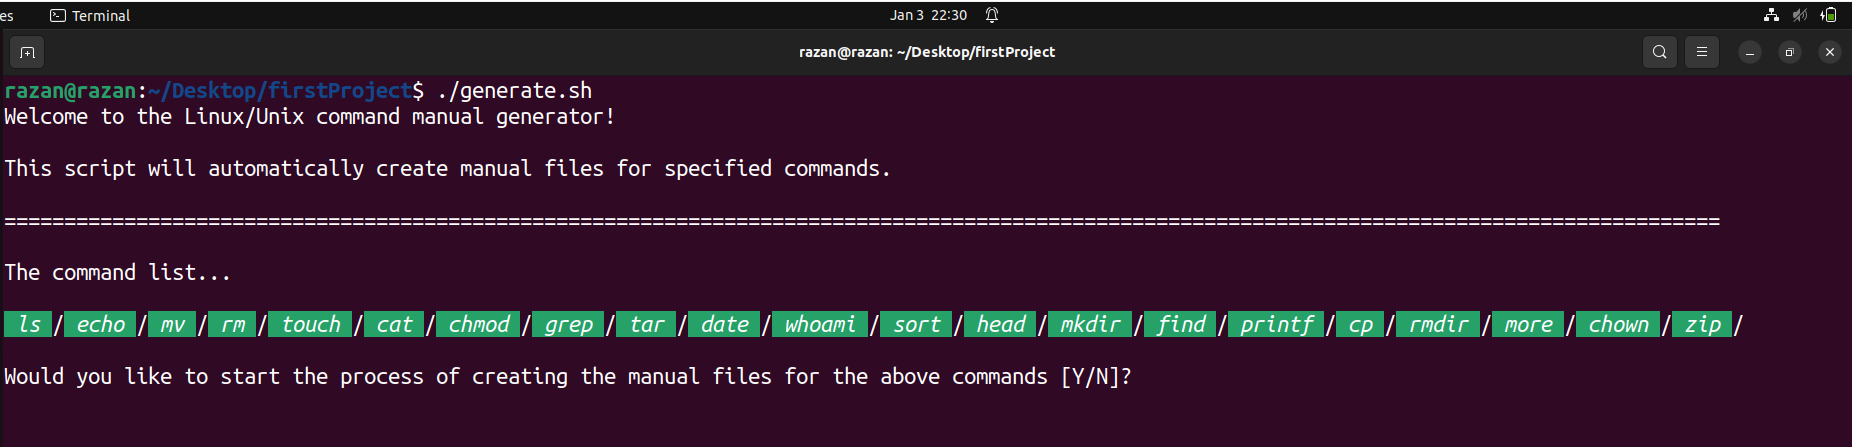 es Terminal Jan 3 22:30
razan@razan: ~/Desktop/firstProject
razan@razan:~/Desktop/firstProject$ ./generate.sh
Welcome to the Linux/Unix command manual generator!
This script will automatically create manual files for specified commands.
===============================================================================================================================================
The command list...
ls / echo / mv / rm / touch / cat / chmod / grep / tar / date / whoami / sort / head / mkdir / find / printf / cp / rmdir / more / chown / zip /
Would you like to start the process of creating the manual files for the above commands [Y/N]?